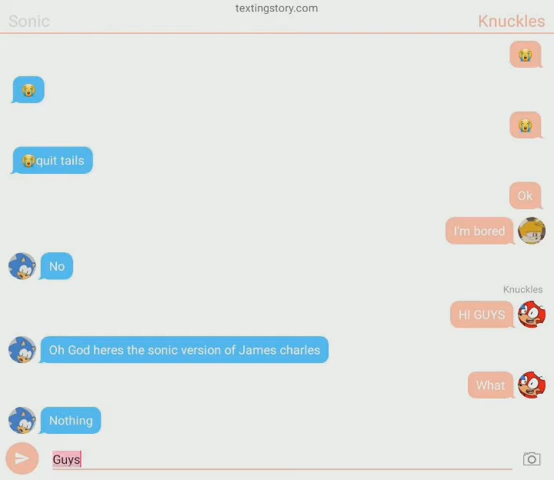 textingstory.com
Sonic
Knuckles
😭
😭
😭
😭quit tails
Ok
I'm bored
No
Knuckles
HI GUYS
Oh God heres the sonic version of James charles
What
Nothing
Guys